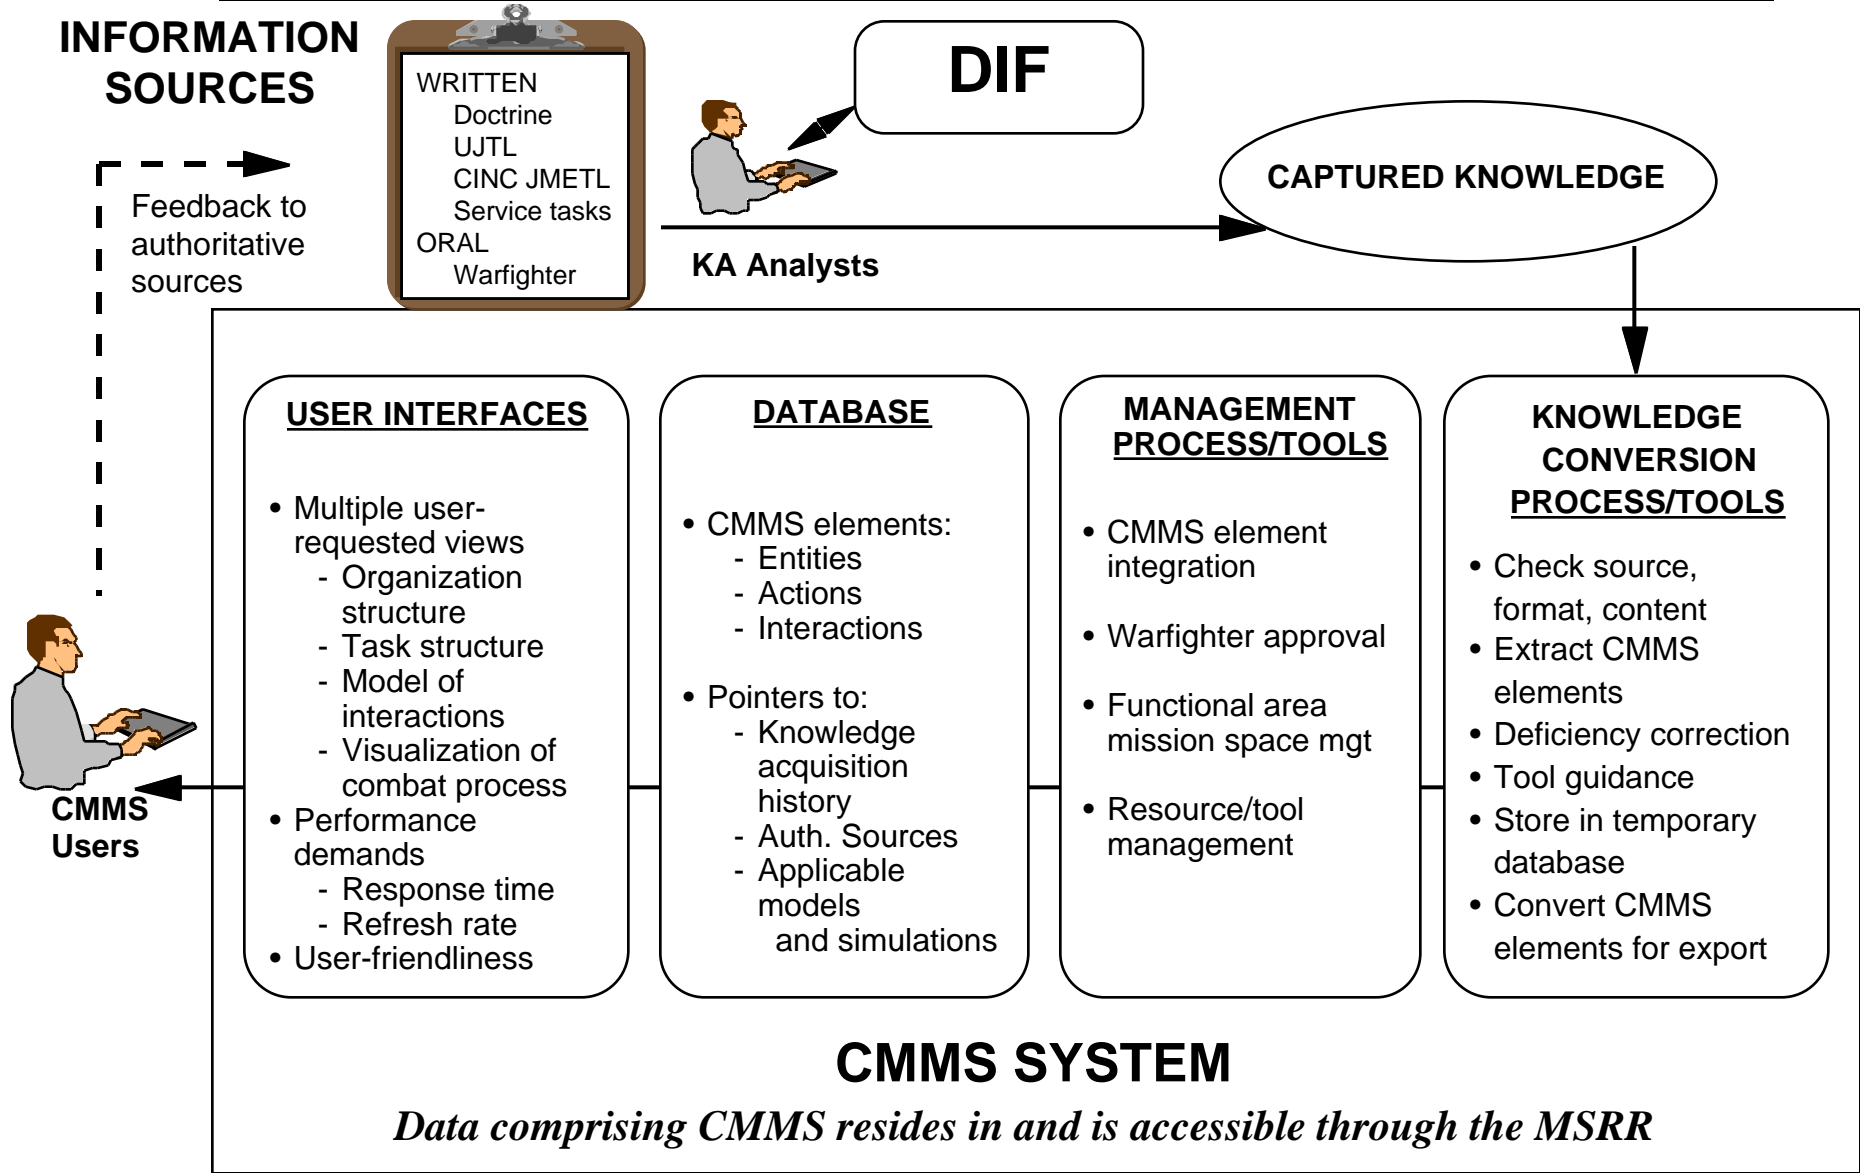 INFORMATION
SOURCES
WRITTEN
Doctrine
UJTL
CINC JMETL
Service tasks
ORAL
Warfighter
DIF
KA Analysts
CAPTURED KNOWLEDGE
Feedback to
authoritative
sources
CMMS
Users
USER INTERFACES
• Multiple user-
requested views
- Organization
structure
- Task structure
- Model of
interactions
- Visualization of
combat process
• Performance
demands
- Response time
- Refresh rate
• User-friendliness
DATABASE
• CMMS elements:
- Entities
- Actions
- Interactions
• Pointers to:
- Knowledge
acquisition
history
- Auth. Sources
- Applicable
models
and simulations
MANAGEMENT
PROCESS/TOOLS
• CMMS element
integration
• Warfighter approval
• Functional area
mission space mgt
• Resource/tool
management
KNOWLEDGE
CONVERSION
PROCESS/TOOLS
• Check source,
format, content
• Extract CMMS
elements
• Deficiency correction
• Tool guidance
• Store in temporary
database
• Convert CMMS
elements for export
CMMS SYSTEM
Data comprising CMMS resides in and is accessible through the MSRR